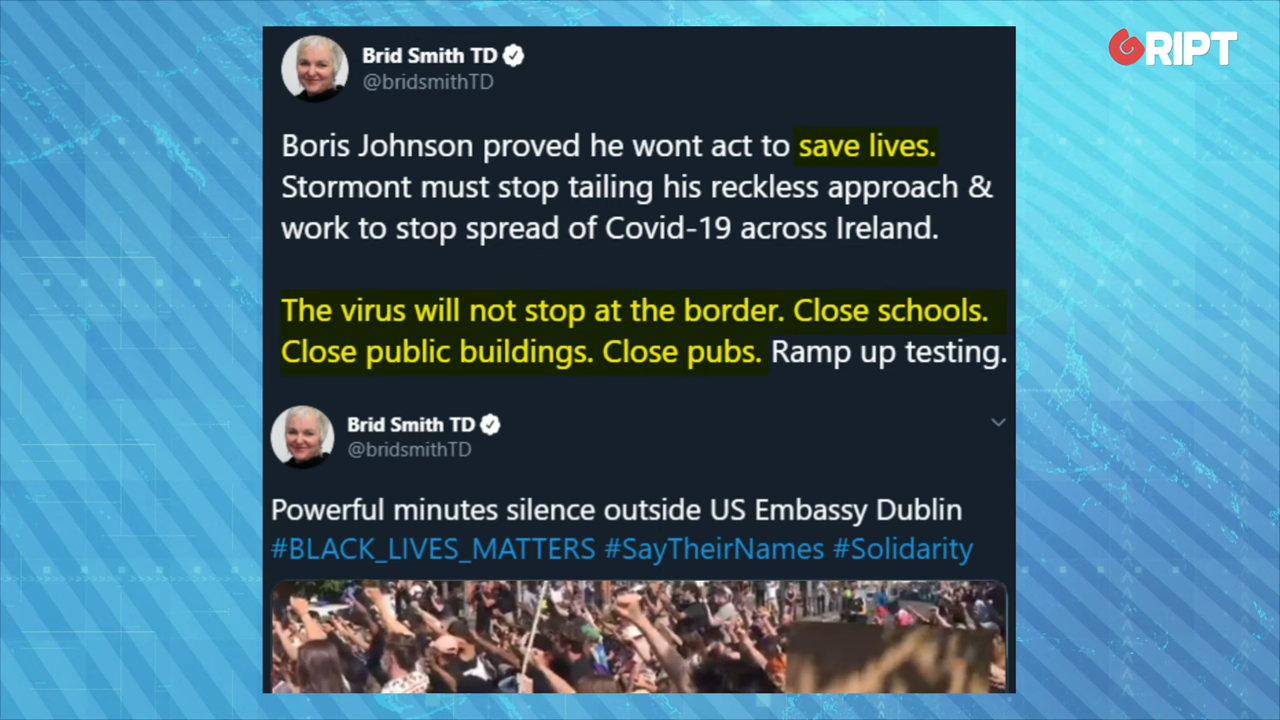 GRIPT
Brid Smith TD
@bridsmithTD
Boris Johnson proved he wont act to save lives.
Stormont must stop tailing his reckless approach &
work to stop spread of Covid-19 across Ireland.
The virus will not stop at the border. Close schools.
Close public buildings. Close pubs. Ramp up testing.
Brid Smith TD
@bridsmithTD
Powerful minutes silence outside US Embassy Dublin
#BLACK_LIVES_MATTERS #SayTheirNames #Solidarity